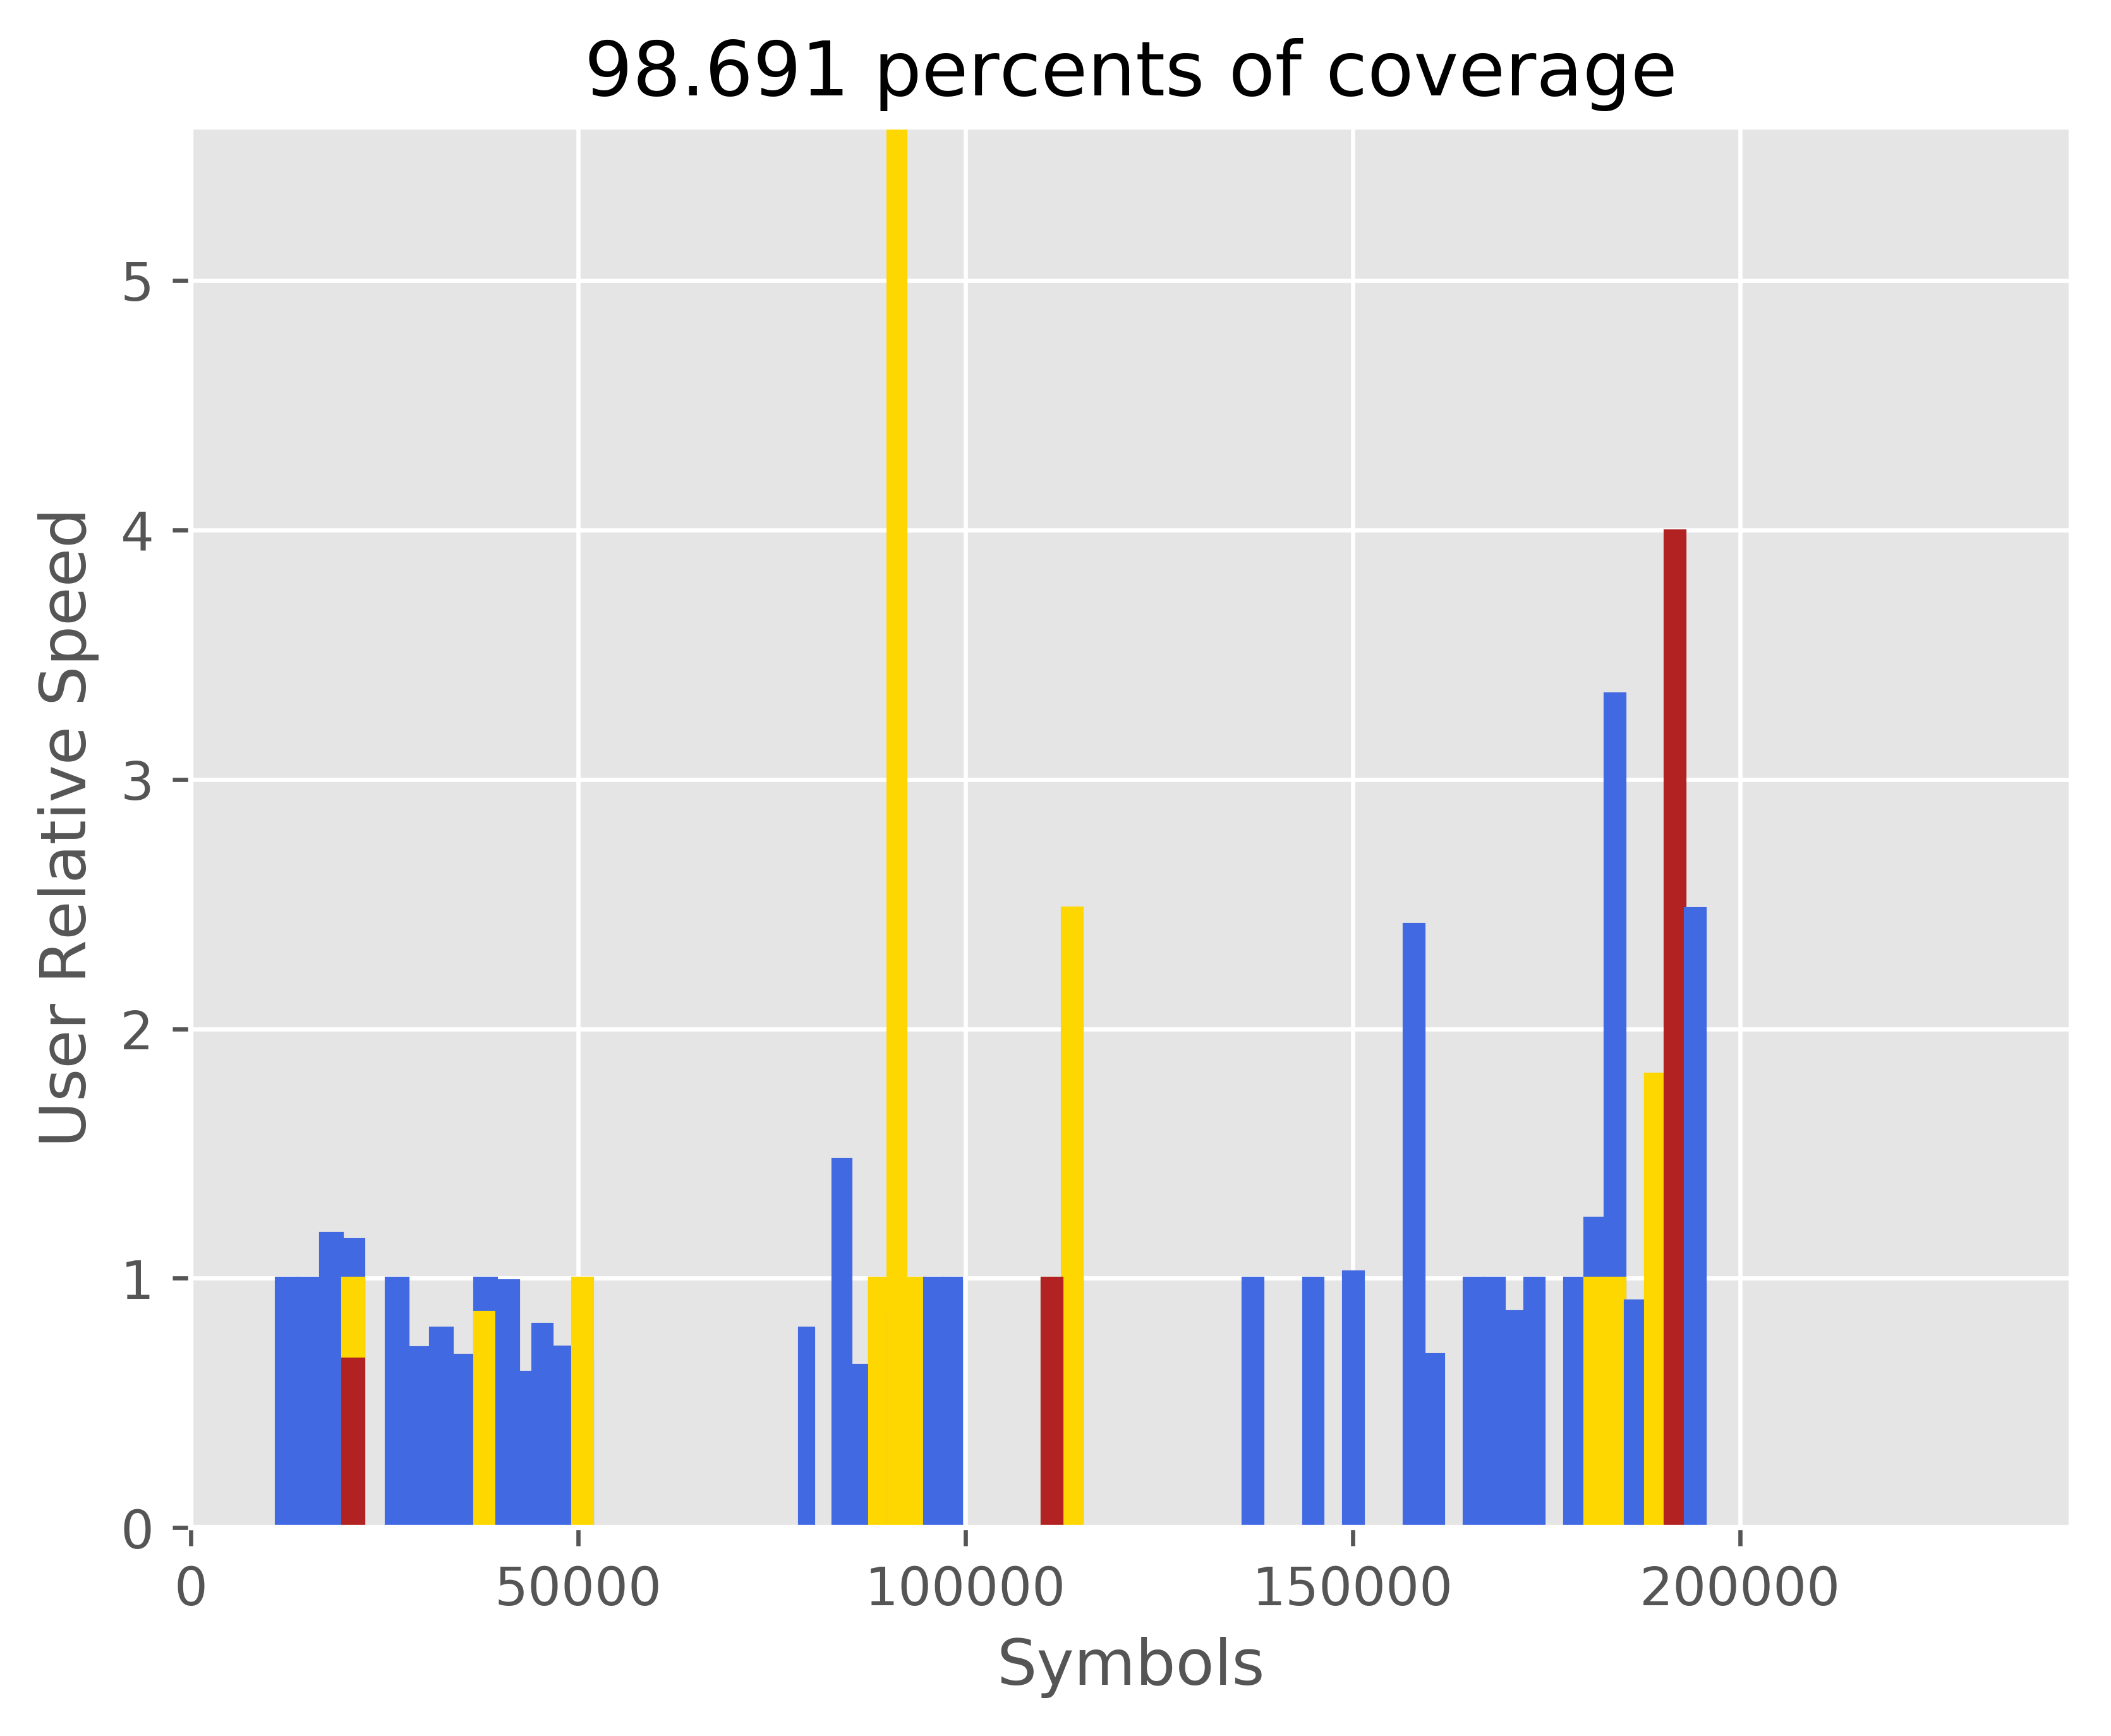 98.691 percents of coverage
User Relative Speed
5
4
3
2
1
0
0 50000 100000 150000 200000
Symbols